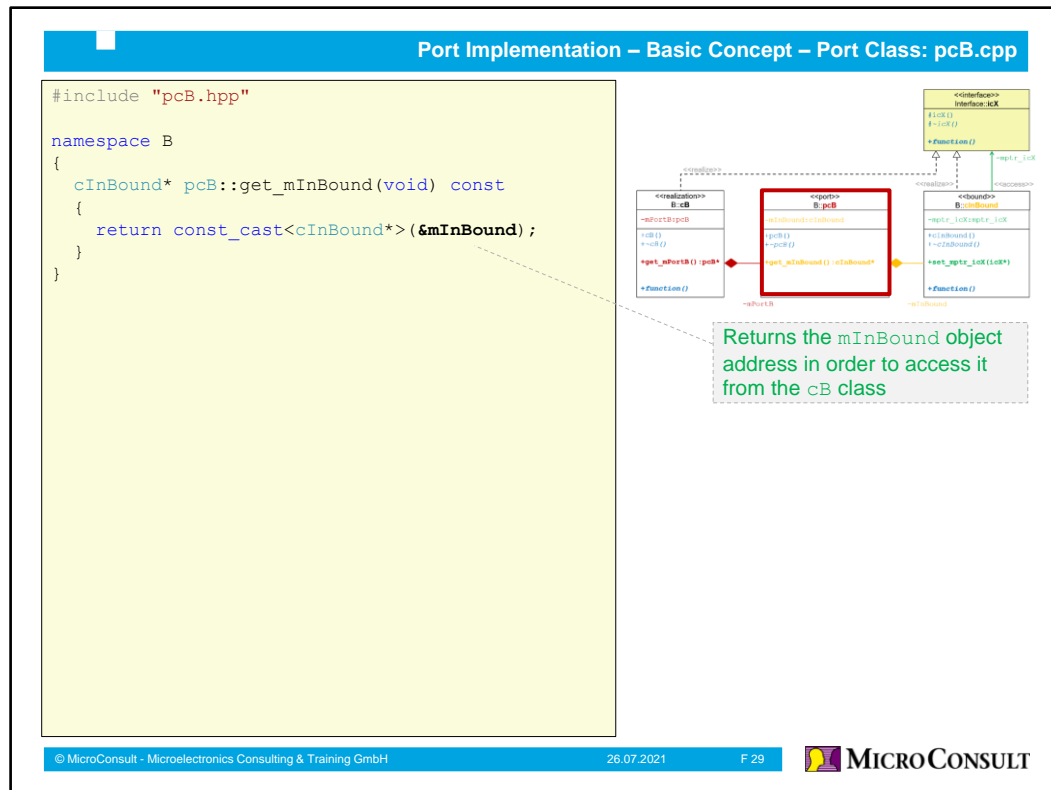 Port Implementation – Basic Concept – Port Class: pcB.cpp
#include "pcB.hpp"
namespace B
{
cInBound* pcB::get_mInBound(void) const
{
return const_cast<cInBound*>(&mInBound);
}
}
<<interface>>
Interface::icX
#icX()
#~icX()
+function()
-mptr_icX
<<realize>>
<<realize>>
<<access>>
<<realization>>
B::cB
-mPortB:pcB
+cB()
+~cB()
+get_mPortB():pcB*
+function()
<<port>>
B::pcB
-mInBound:cInBound
+pcB()
+~pcB()
+get_mInBound():cInBound*
<<bound>>
B::cInBound
-mptr_icX:mptr_icX
+cInBound()
+~cInBound()
+set_mptr_icX(icX*)
+function()
-mPortB
-mInBound
Returns the mInBound object
address in order to access it
from the cB class
© MicroConsult - Microelectronics Consulting & Training GmbH
26.07.2021
F 29
MICROCONSULT